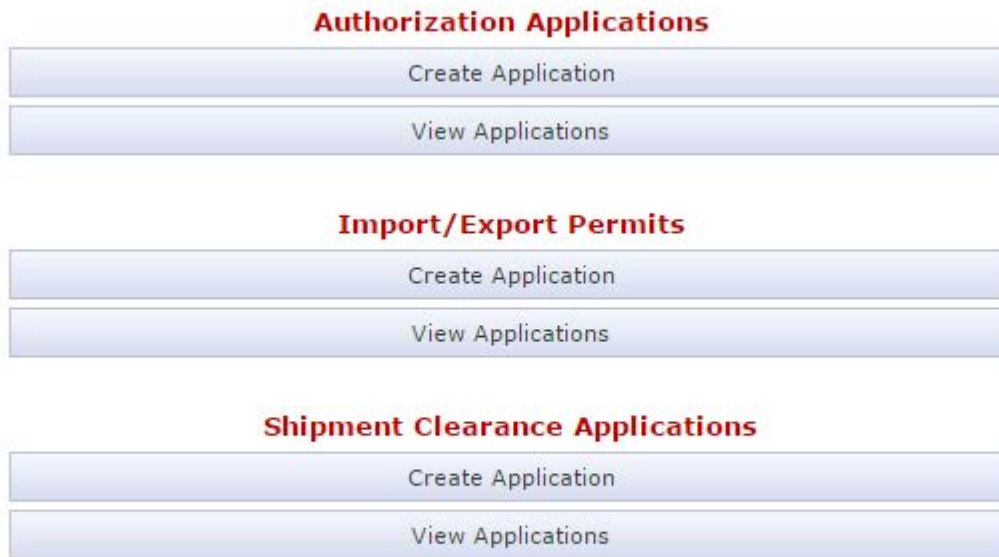 Authorization Applications
Create Application
View Applications
Import/Export Permits
Create Application
View Applications
Shipment Clearance Applications
Create Application
View Applications